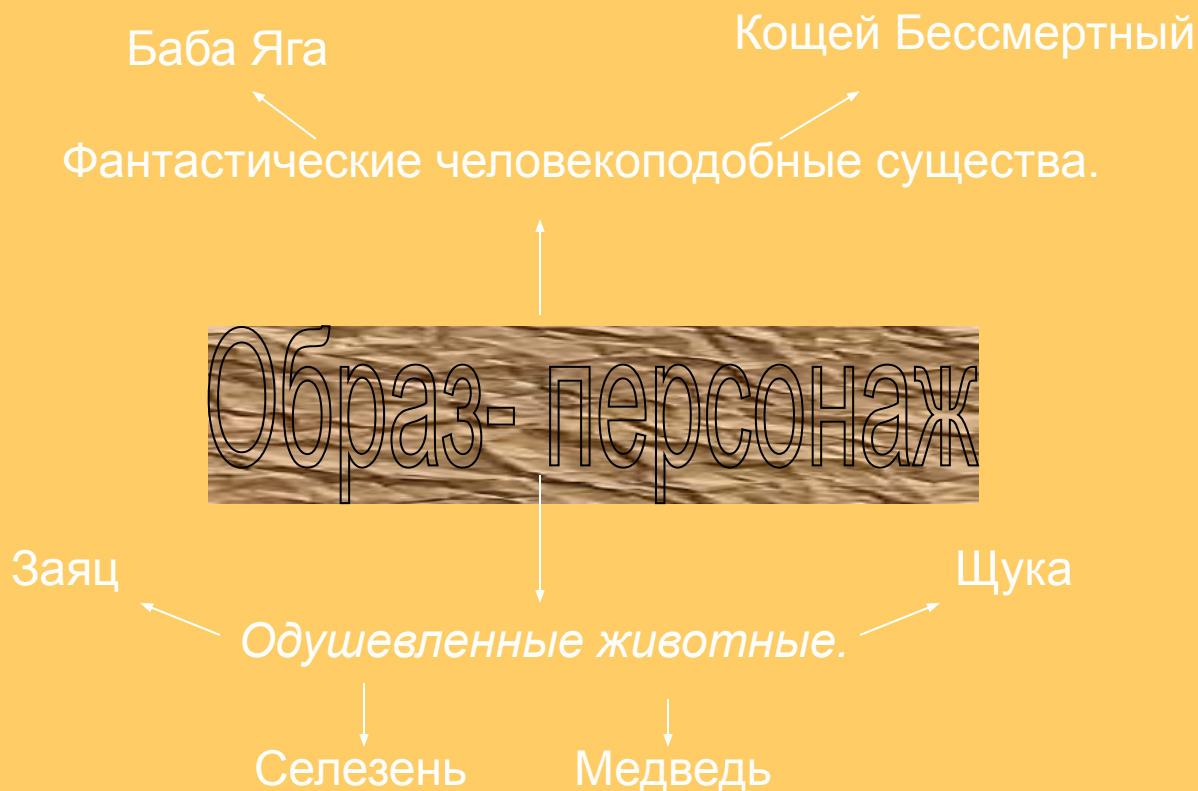 Баба Яга
Кощей Бессмертный
Фантастические человекоподобные существа.
Образ- персонаж
Заяц
Щука
Одушевленные животные.
Селезень
Медведь